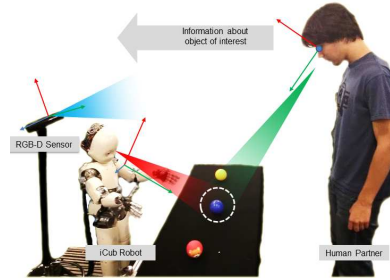 Information about
object of interest
RGB-D Sensor
iCub Robot
Human Partner